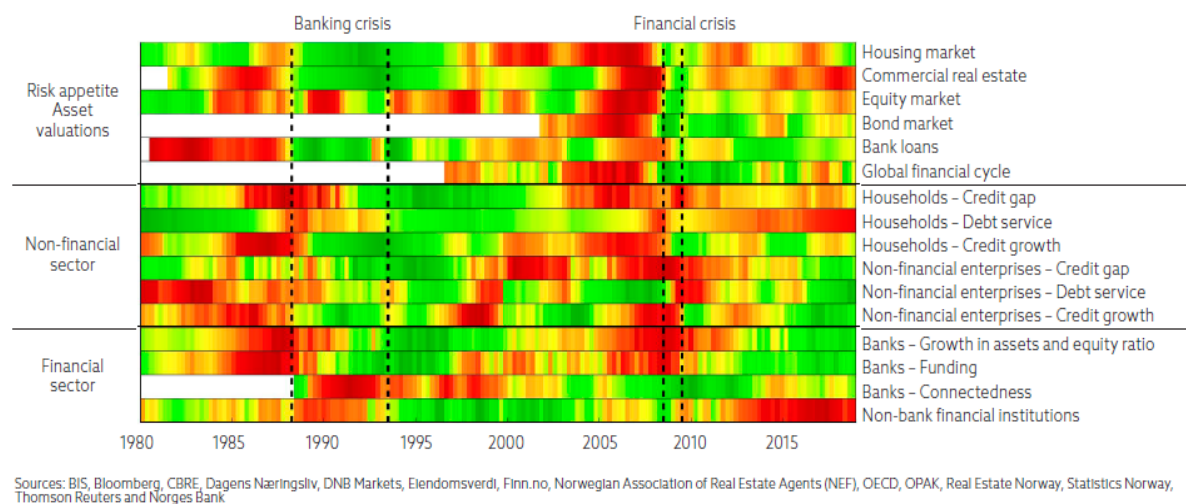 Banking crisis
Financial crisis
Risk appetite
Asset
valuations
Housing market
Commercial real estate
Equity market
Bond market
Bank loans
Global financial cycle
Non-financial
sector
Households – Credit gap
Households – Debt service
Households – Credit growth
Non-financial enterprises – Credit gap
Non-financial enterprises – Debt service
Non-financial enterprises – Credit growth
Financial
sector
Banks – Growth in assets and equity ratio
Banks – Funding
Banks – Connectedness
Non-bank financial institutions
1980 1985 1990 1995 2000 2005 2010 2015
Sources: BIS, Bloomberg, CBRE, Dagens Næringsliv, DNB Markets, Eiendomsverdi, Finn.no, Norwegian Association of Real Estate Agents (NEF), OECD, OPAK, Real Estate Norway, Statistics Norway,
Thomson Reuters and Norges Bank